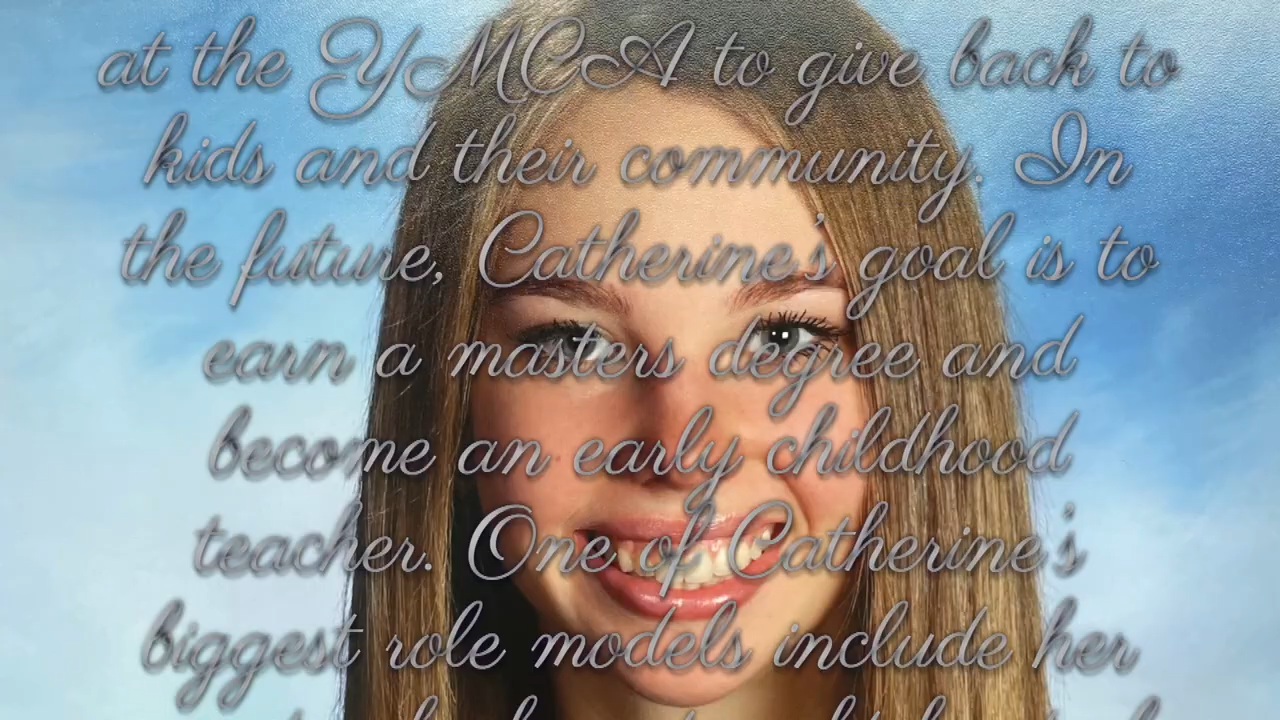 at the YMCA to give back to
kids and their community. In
the future, Catherine's goal is to
earn a masters degree and
become an early childhood
teacher. One of Catherine's
biggest role models include her